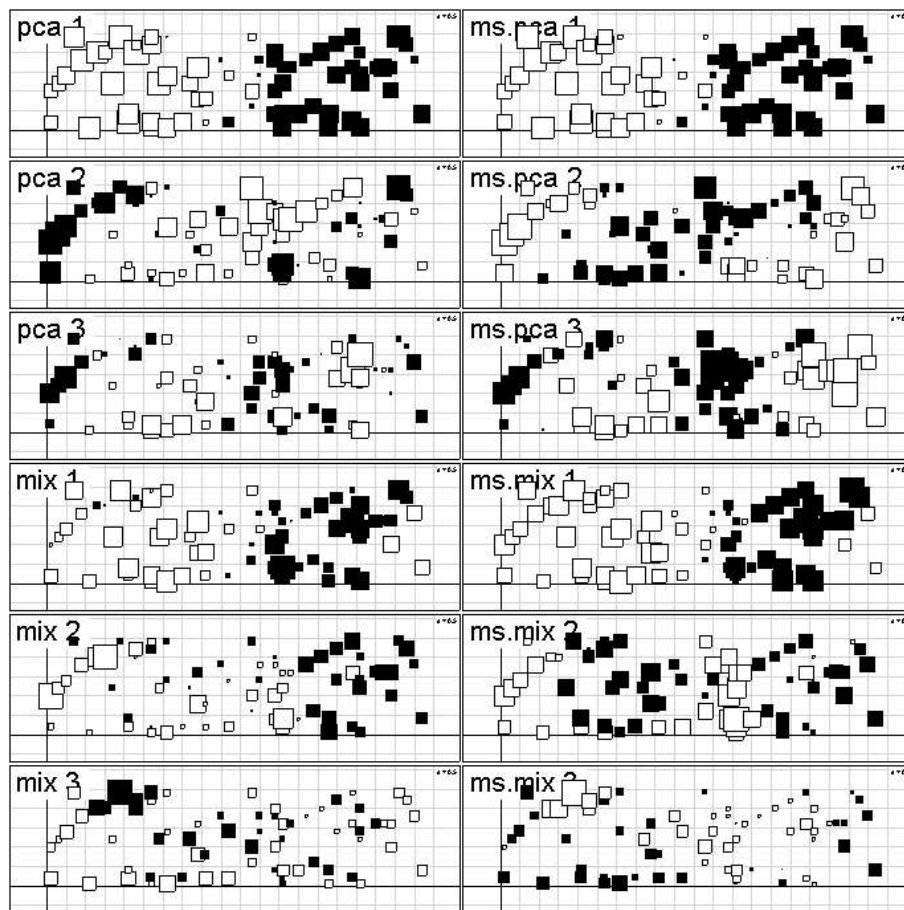 pca 1
ms.pca 1
pca 2
ms.pca 2
pca 3
ms.pca 3
mix 1
ms.mix 1
mix 2
ms.mix 2
mix 3
ms.mix 3